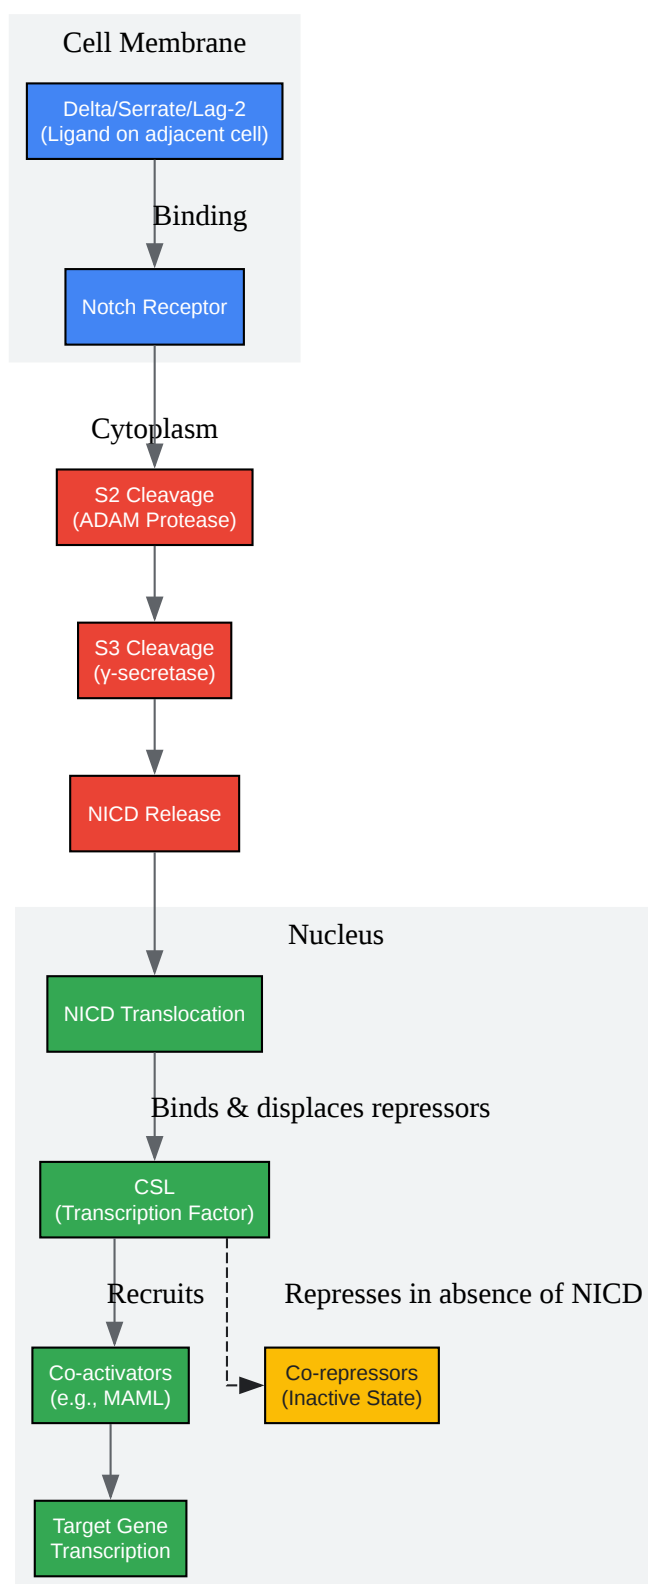 Cell Membrane
Delta/Serrate/Lag-2
(Ligand on adjacent cell)
Binding
Notch Receptor
Cytoplasm
S2 Cleavage
(ADAM Protease)
S3 Cleavage
(γ-secretase)
NICD Release
Nucleus
NICD Translocation
Binds & displaces repressors
CSL
(Transcription Factor)
Recruits
Represses in absence of NICD
Co-activators
(e.g., MAML)
Co-repressors
(Inactive State)
Target Gene
Transcription